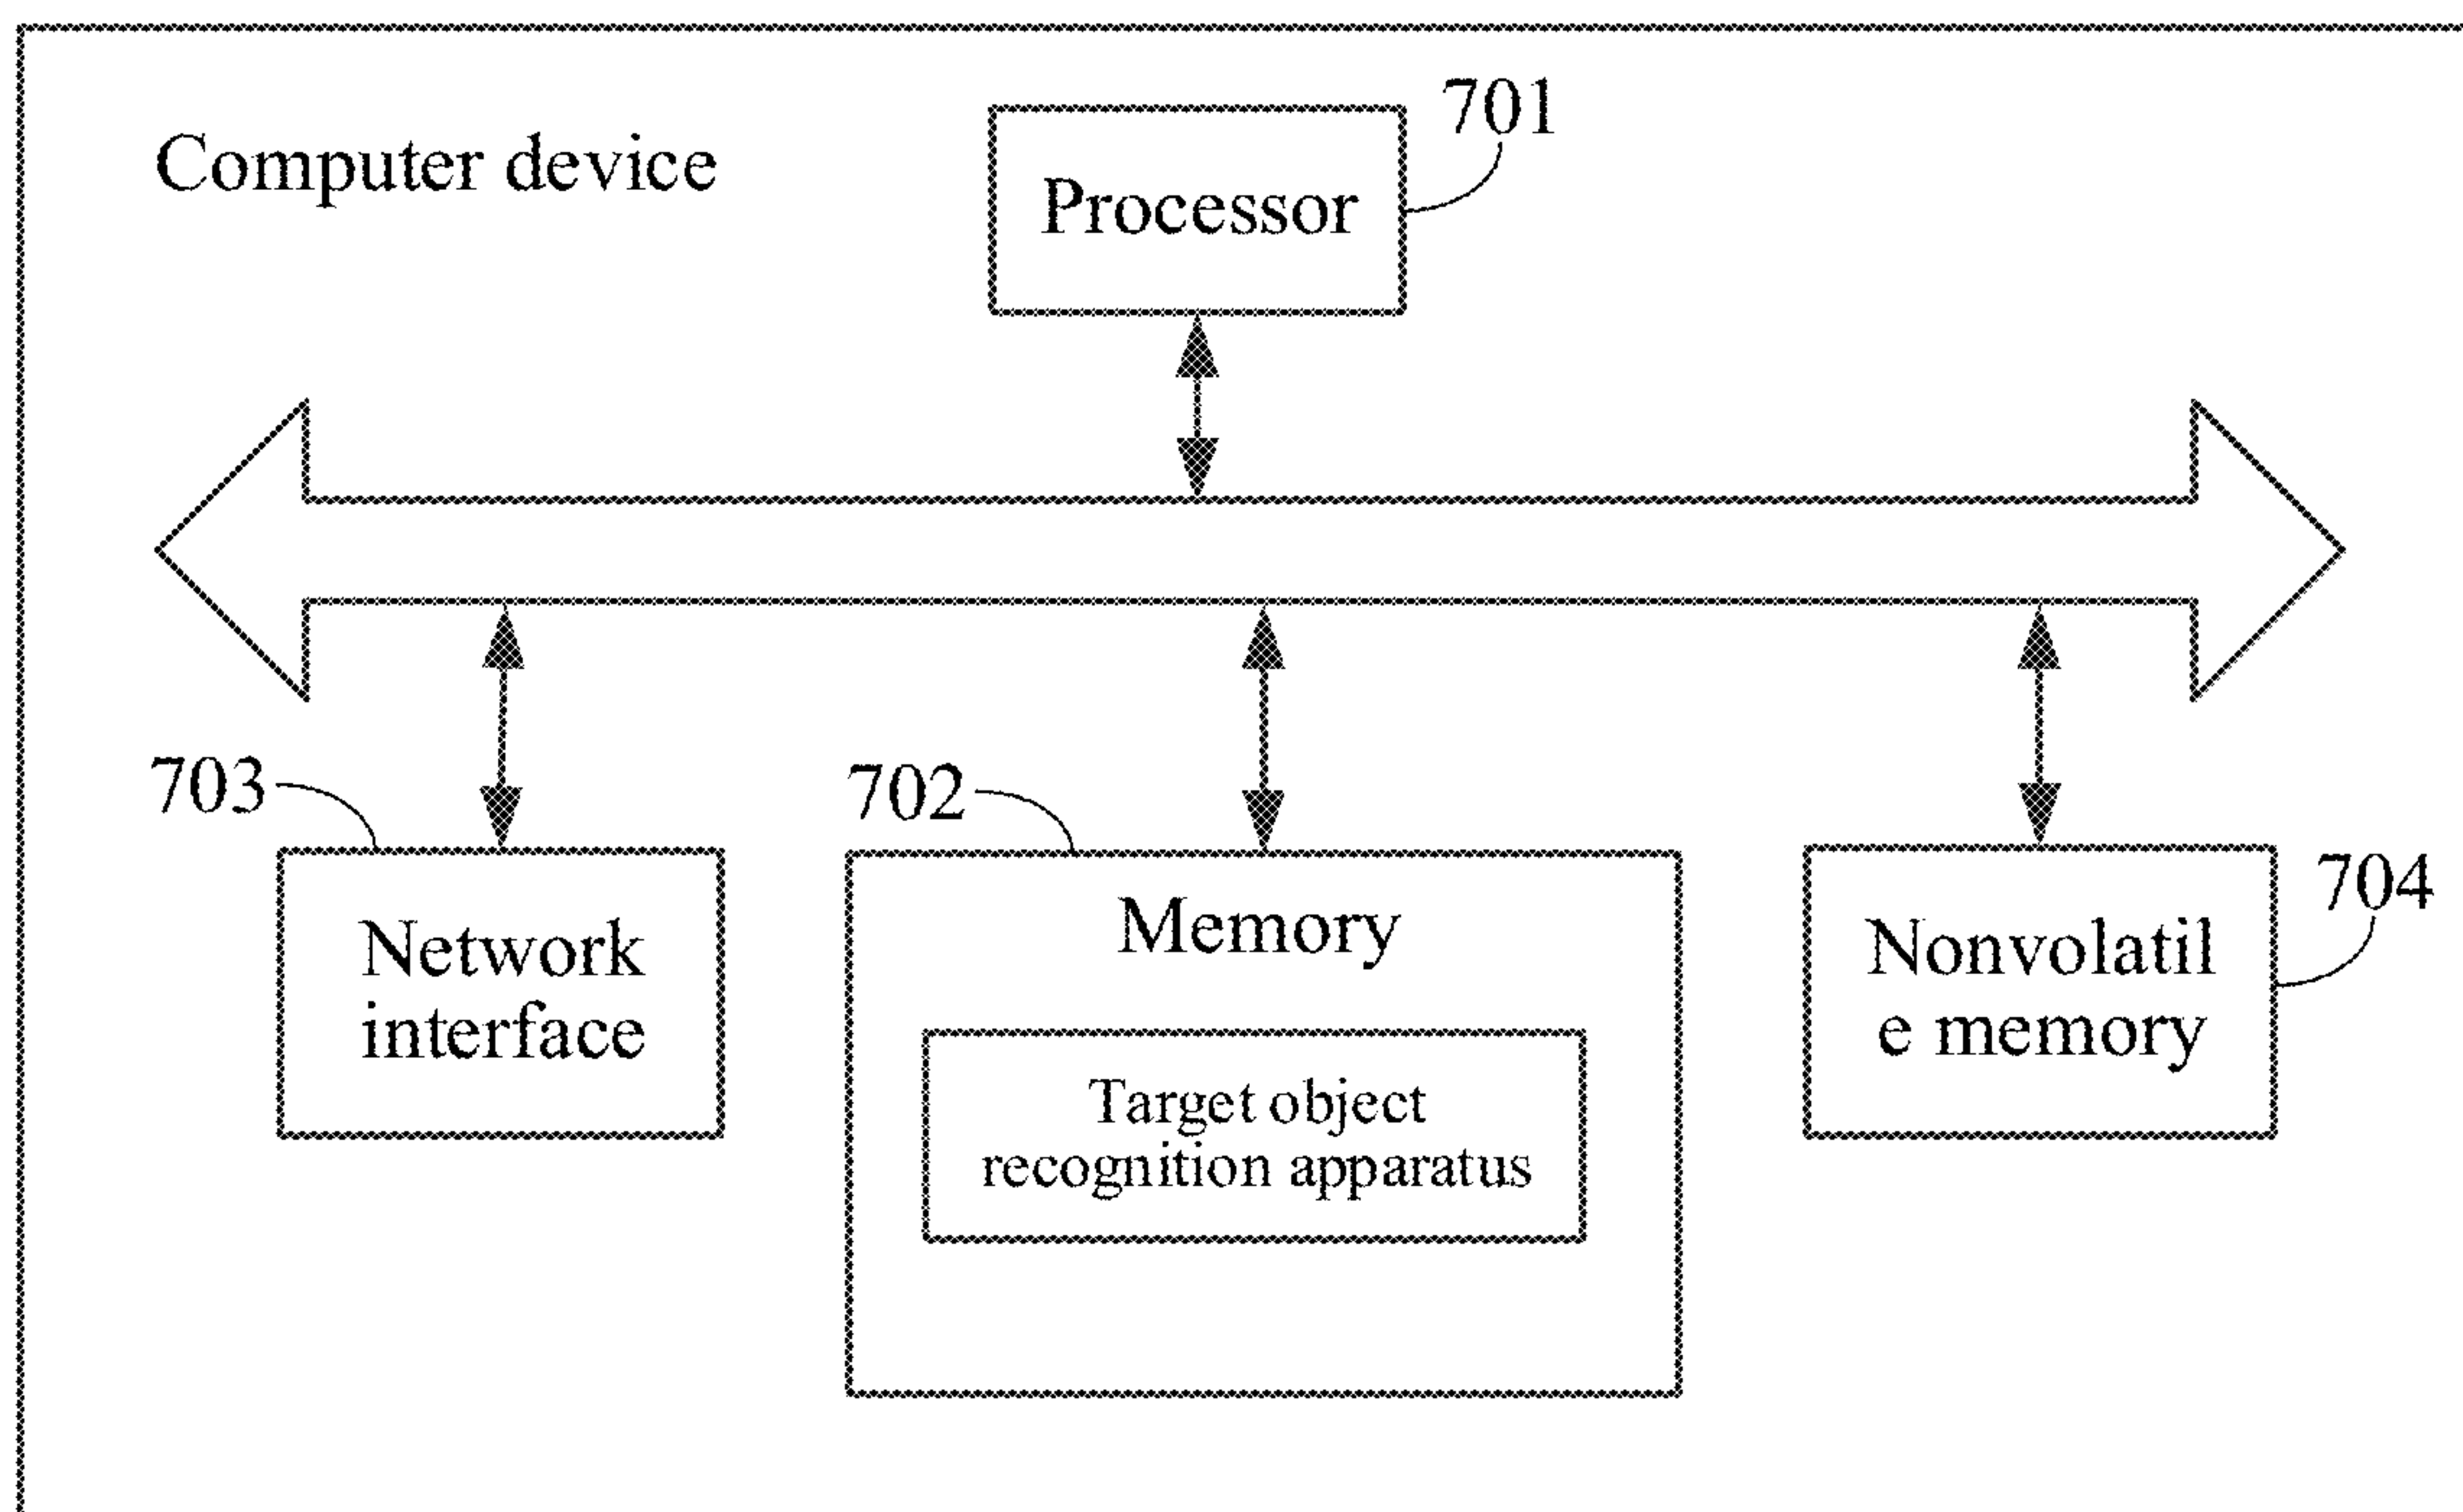 Computer device
701
Processor
703
702
704
Network
interface
Memory
Nonvolatil
e memory
Target object
recognition apparatus